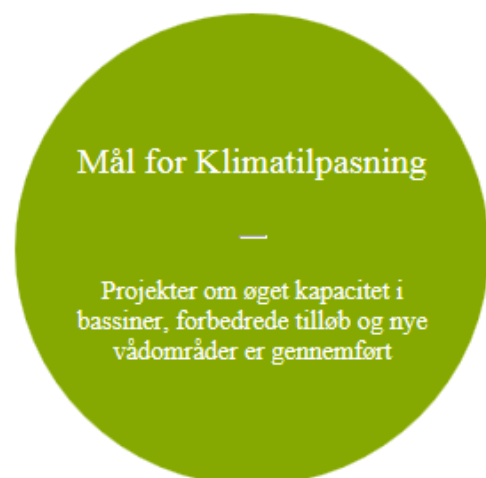 Mål for Klimatilpasning
—
Projekter om øget kapacitet i
bassiner, forbedrede tilløb og nye
vådområder er gennemført